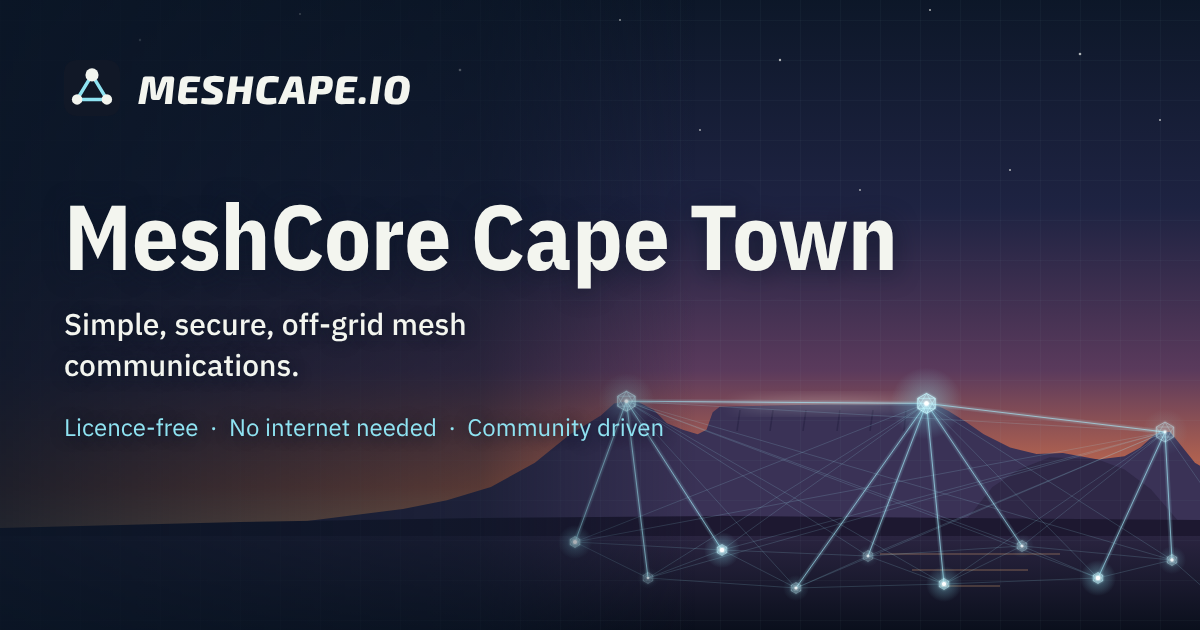 MESHCAPE.IO
MeshCore Cape Town
Simple, secure, off-grid mesh
communications.
Licence-free · No internet needed · Community driven